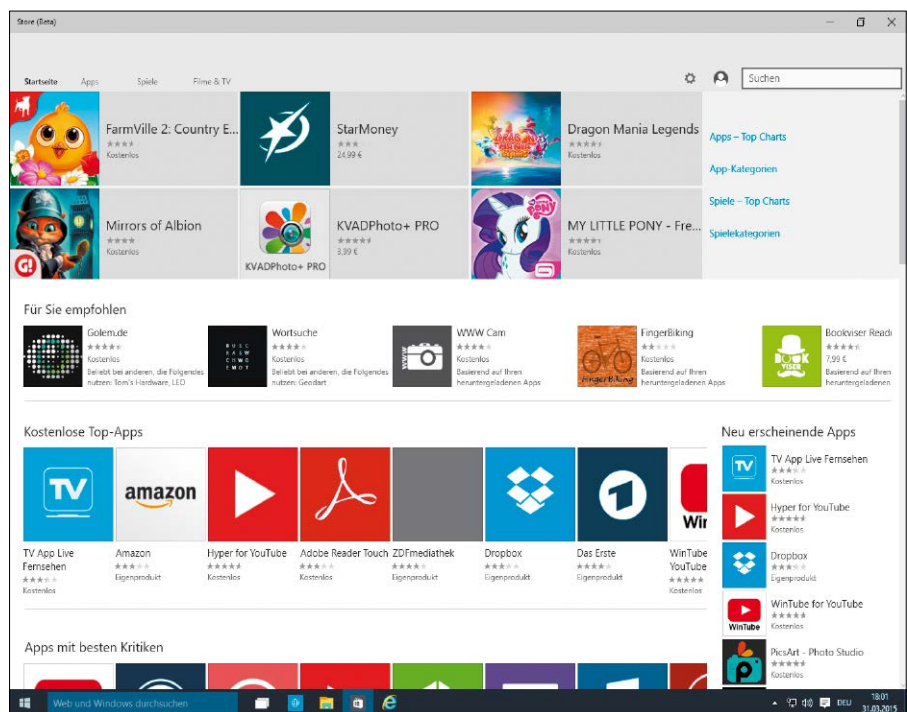 Store (Beta)
Startseite Apps Spiele Filme & TV
Suchen
FarmVille 2: Country E...
Kostenlos
StarMoney
24,99 €
Dragon Mania Legends
Kostenlos
Apps – Top Charts
App-Kategorien
Spiele – Top Charts
Spielekategorien
Mirrors of Albion
Kostenlos
G!
KVADPhoto+ PRO
KVADPhoto+ PRO
3,99 €
MY LITTLE PONY - Fre...
Kostenlos
Für Sie empfohlen
Golem.de
Kostenlos
Beliebt bei anderen, die Folgendes
nutzen: Tom's Hardware, LEO
Wortsuche
Kostenlos
Beliebt bei anderen, die Folgendes
nutzen: Geodart
WWW
WWW Cam
Kostenlos
Basierend auf Ihren
heruntergeladenen Apps
FingerBiking
FingerBiking
Kostenlos
Basierend auf Ihren
heruntergeladenen Apps
BOOK
VISER
Bookviser Readi
7,99 €
Basierend auf Ihren
heruntergeladenen
Kostenlose Top-Apps
TV
amazon
Wir
TV App Live
Fernsehen
Kostenlos
Amazon
Eigenprodukt
Hyper for YouTube
Kostenlos
Adobe Reader Touch
Kostenlos
ZDFmediathek
Eigenprodukt
Dropbox
Eigenprodukt
Das Erste
Eigenprodukt
WinTube
YouTube
Kostenlos
Neu erscheinende Apps
TV
TV App Live Fernsehen
Kostenlos
Hyper for YouTube
Kostenlos
Dropbox
Eigenprodukt
WinTube
WinTube for YouTube
Kostenlos
PicsArt - Photo Studio
Kostenlos
Apps mit besten Kritiken
Web und Windows durchsuchen
DEU
18:01
31.03.2015